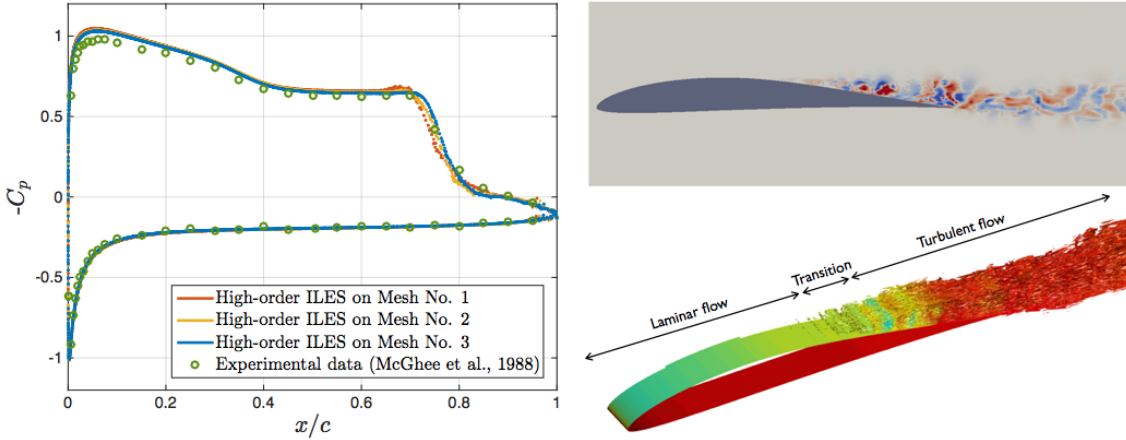 1
0.5
0
-0.5
-1
-C_p
High-order ILES on Mesh No. 1
High-order ILES on Mesh No. 2
High-order ILES on Mesh No. 3
Experimental data (McGhee et al., 1988)
0 0.2 0.4 0.6 0.8 1
x/c
Turbulent flow
Transition
Laminar flow